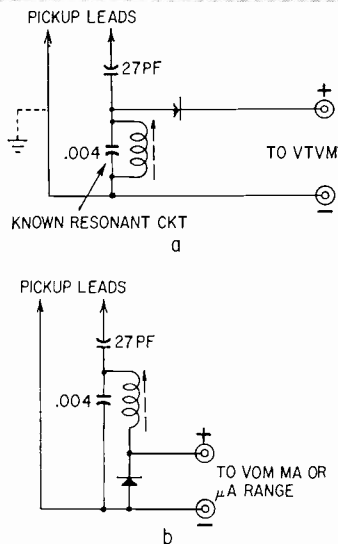 PICKUP LEADS
27PF
+
.004
TO VTVM
KNOWN RESONANT CKT
−
a
PICKUP LEADS
27PF
.004
+
TO VOM MA OR
μA RANGE
−
b